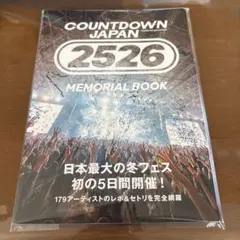 COUNTDOWN
JAPAN
2526
MEMORIAL BOOK
日本最大の冬フェス
初の5日間開催!
179アーティストのレポ&セトリを完全網羅